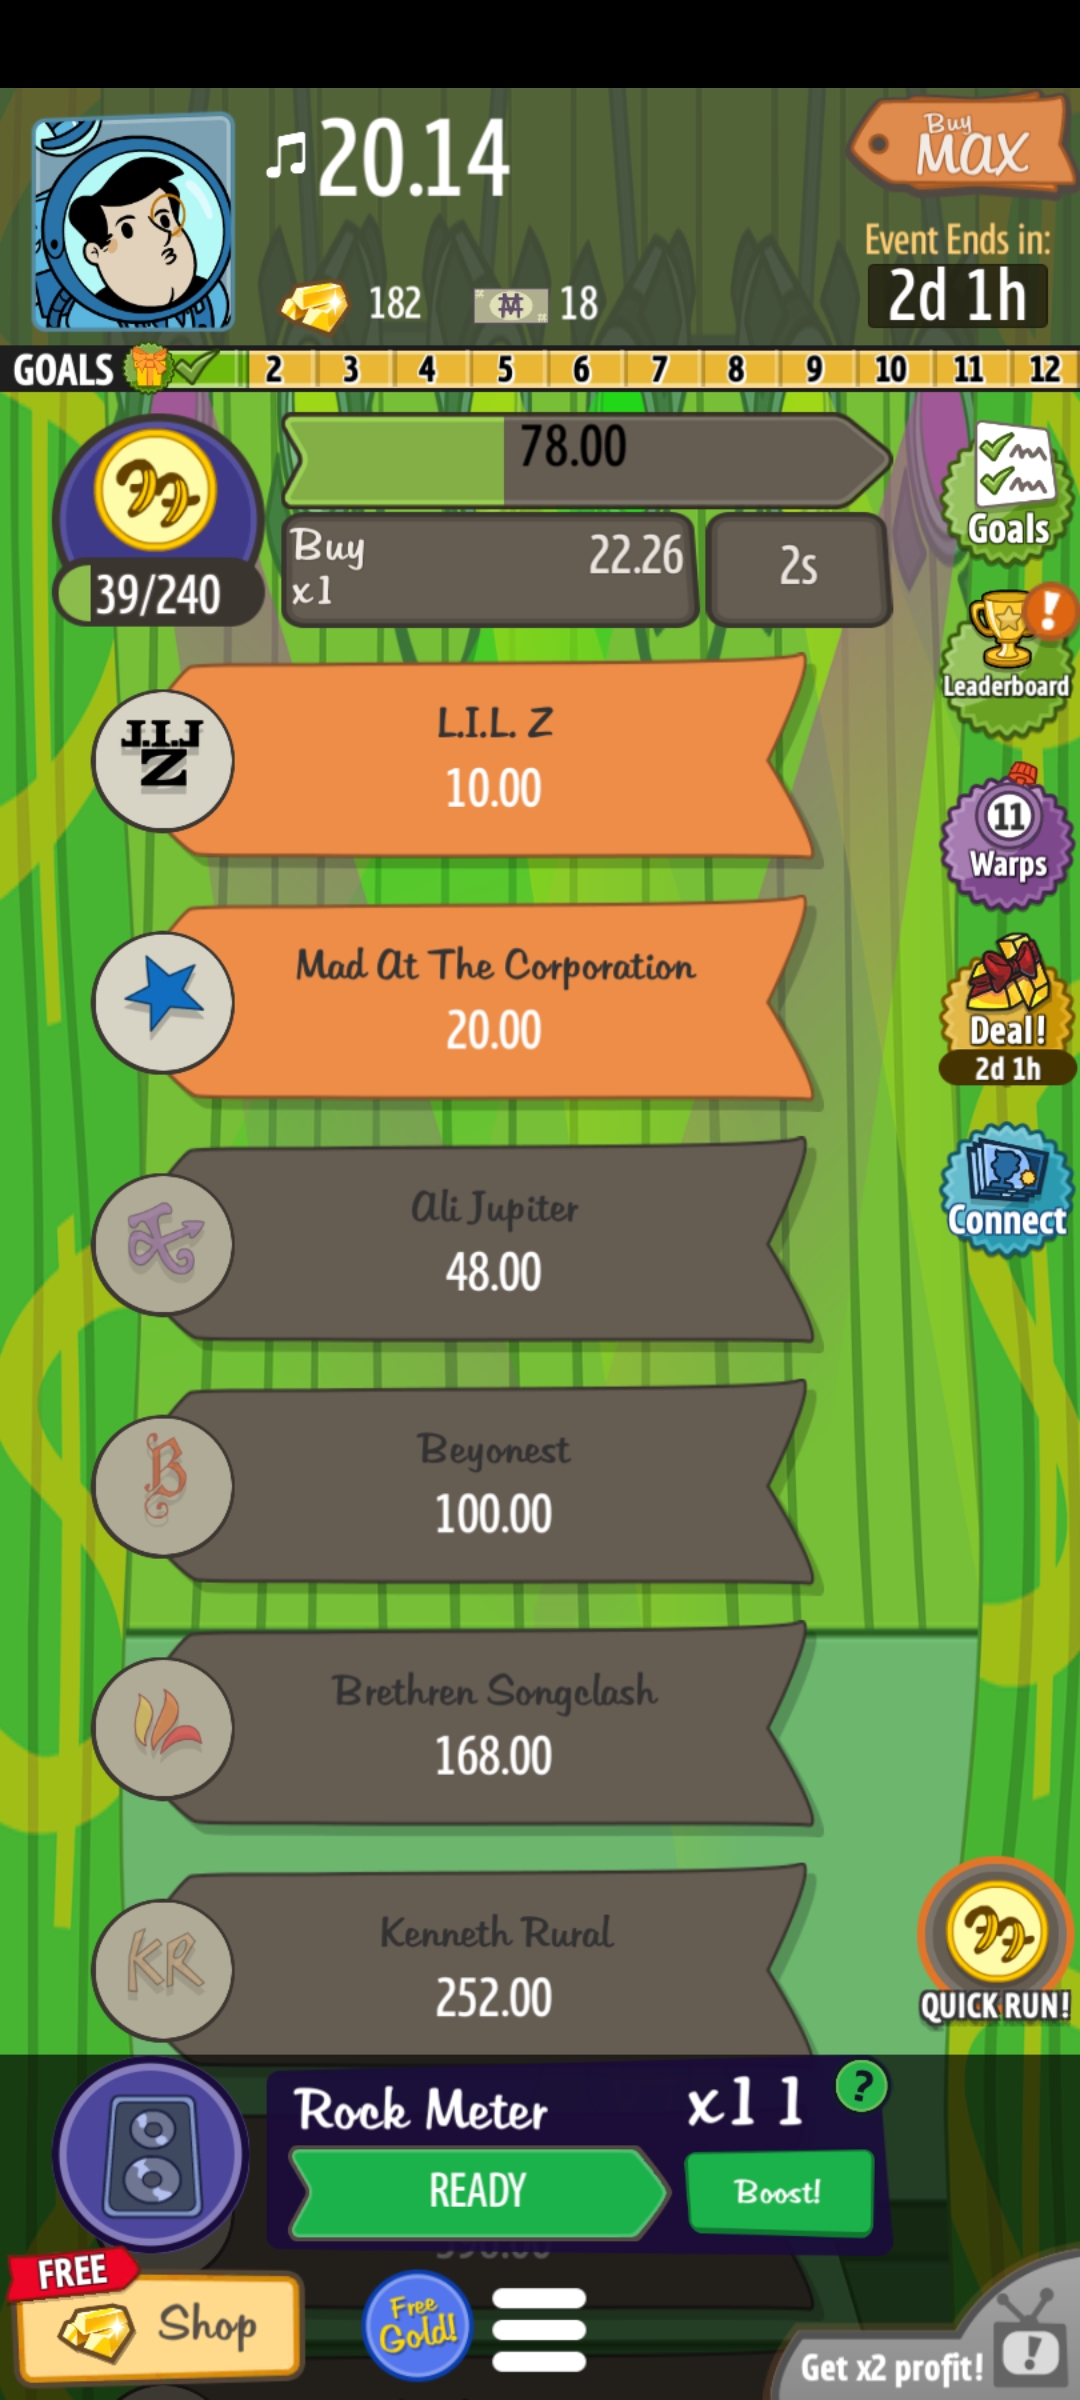 ♫20.14
Buy
MAX
182
18
Event Ends in:
2d 1h
GOALS 2 3 4 5 6 7 8 9 10 11 12
78.00
Buy
x1
22.26
2s
39/240
Goals
L.I.L. Z
10.00
L.I.L
Z
Leaderboard
11
Warps
Mad At The Corporation
20.00
Deal!
2d 1h
Ali Jupiter
48.00
Connect
Beyonest
100.00
B
Brethren Songclash
168.00
Kenneth Rural
252.00
KR
QUICK RUN!
Rock Meter
x11
?
READY
Boost!
FREE
Shop
Free
Gold!
Get x2 profit!